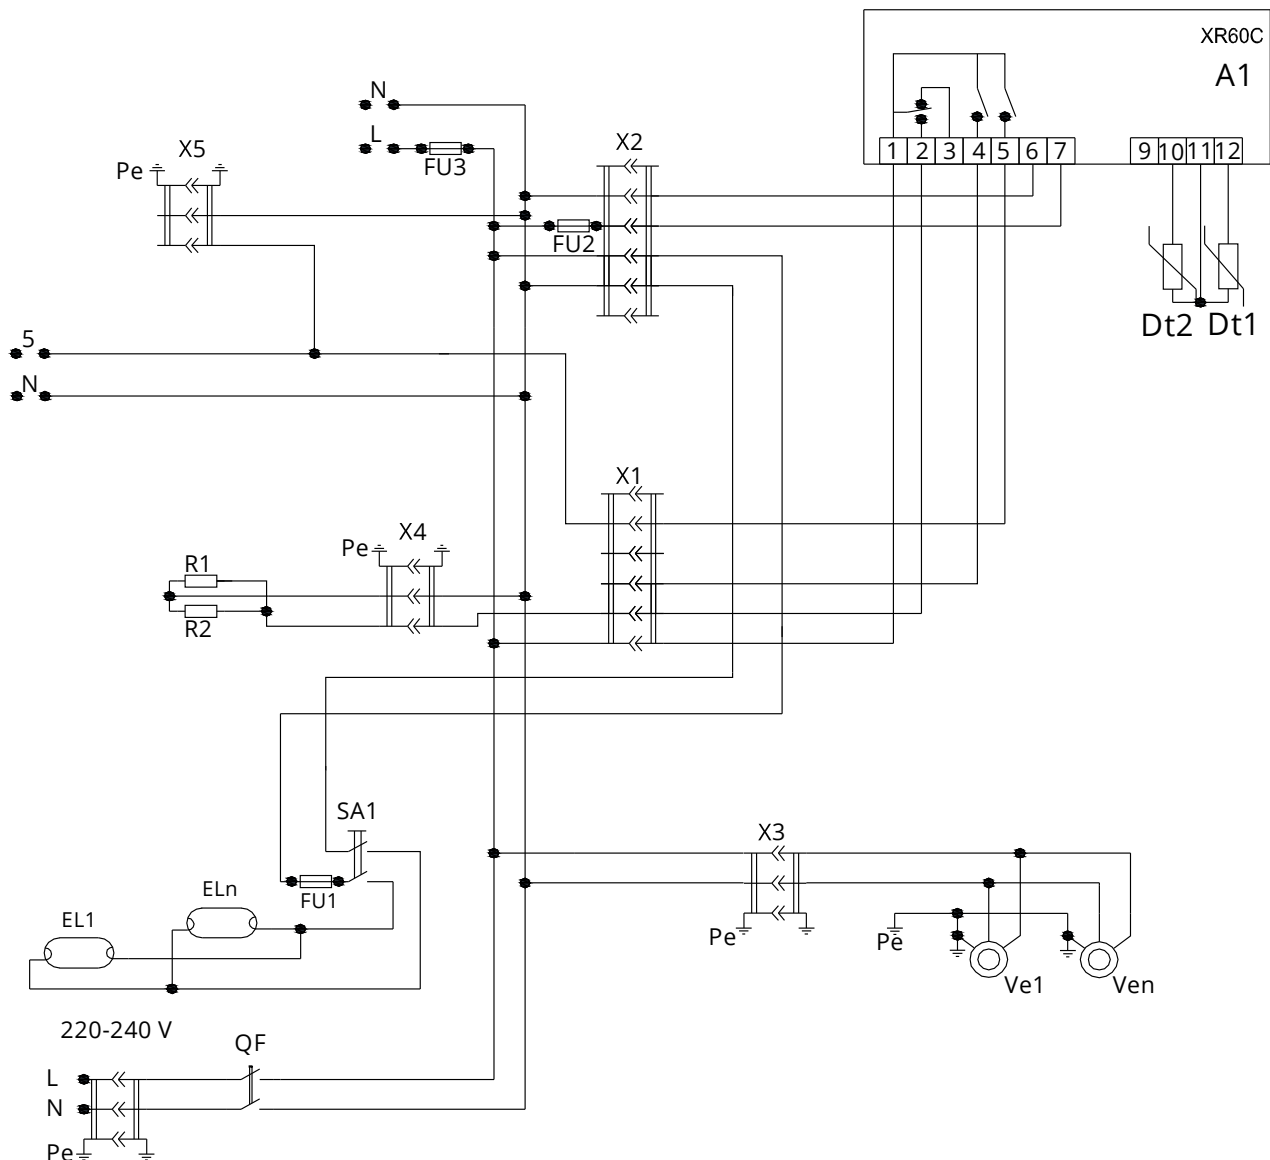 XR60C
A1
N
L
FU3
X2
1 2 3 4 5 6 7
9 10 11 12
X5
Pe
FU2
Dt2 Dt1
5
N
X1
X4
Pe
R1
R2
SA1
X3
ELn
FU1
EL1
Pe
Pe
Ve1
Ven
220-240 V
QF
L
N
Pe